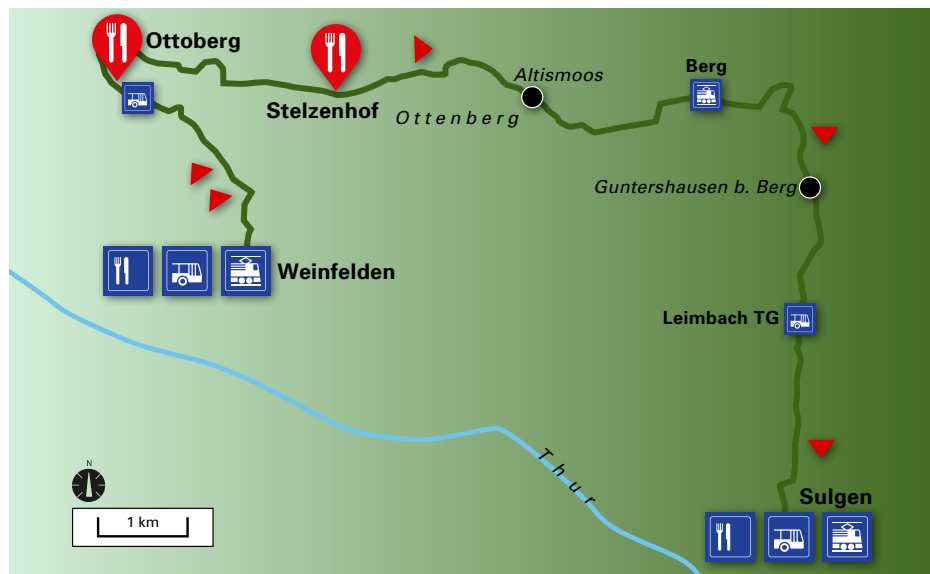 Ottoberg
Stelzenhof
Altismoos
Ottenberg
Berg
Guntershausen b. Berg
Weinfelden
Leimbach TG
Thur
N
1 km
Sulgen